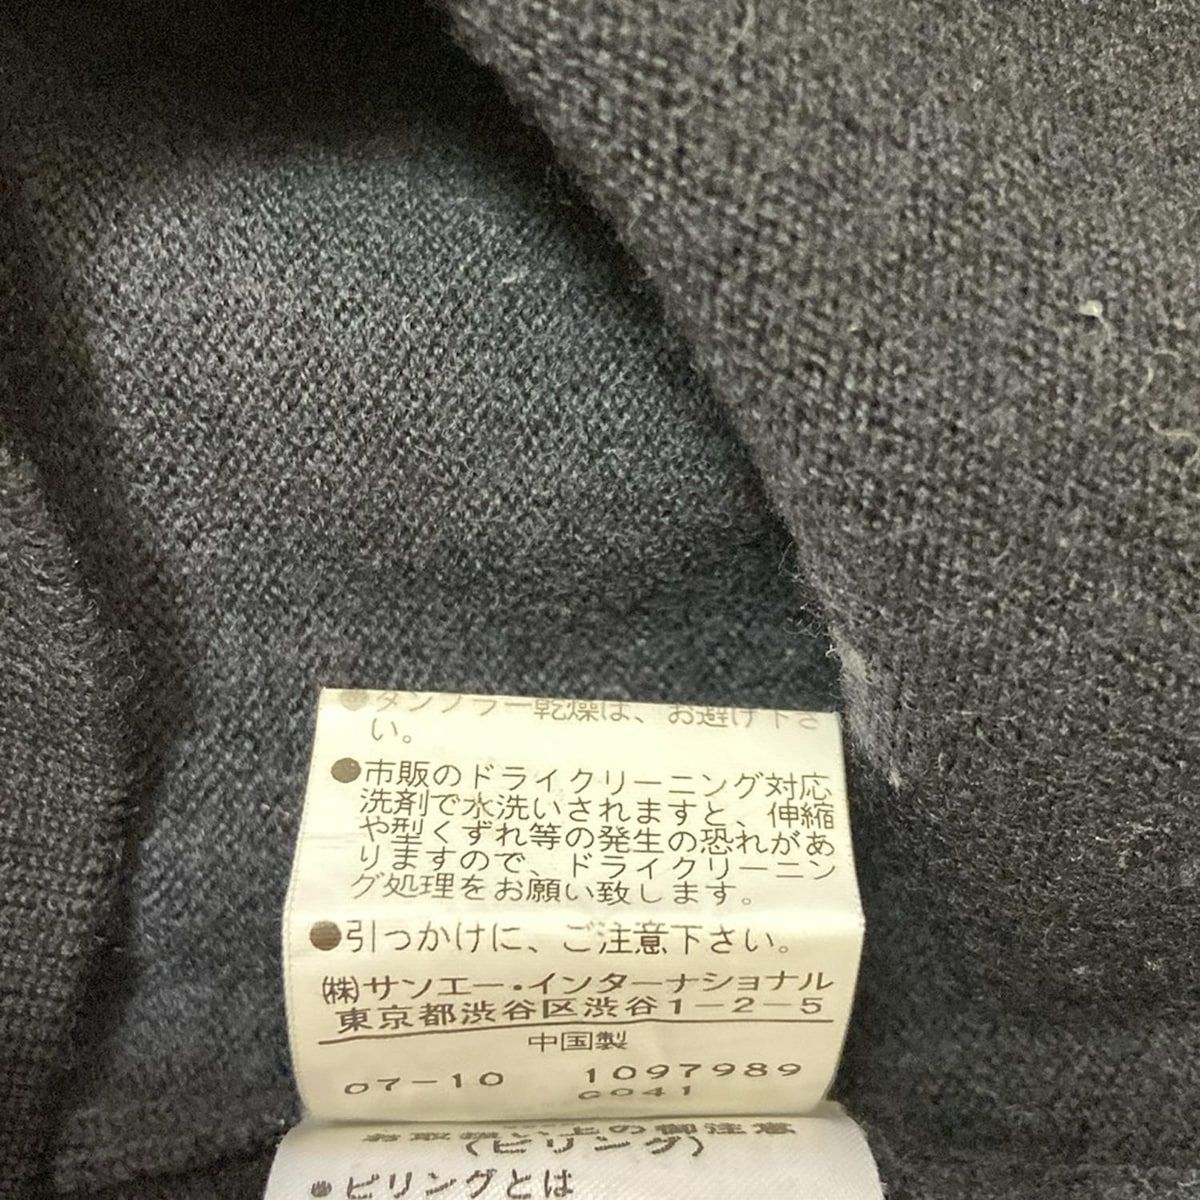 ●タンブラー乾燥は、お避け下さ
い。
●市販のドライクリーニング対応
洗剤で水洗いされますと、伸縮
や型くずれ等の発生の恐れがあ
りますので、ドライクリーニン
グ処理をお願い致します。
●引っかけに、ご注意下さい。
㈱サンエー・インターナショナル
東京都渋谷区渋谷1-2-5
中国製
07-10 1097989
G041
お取扱い上の御注意
(ピリング)
●ピリングとは